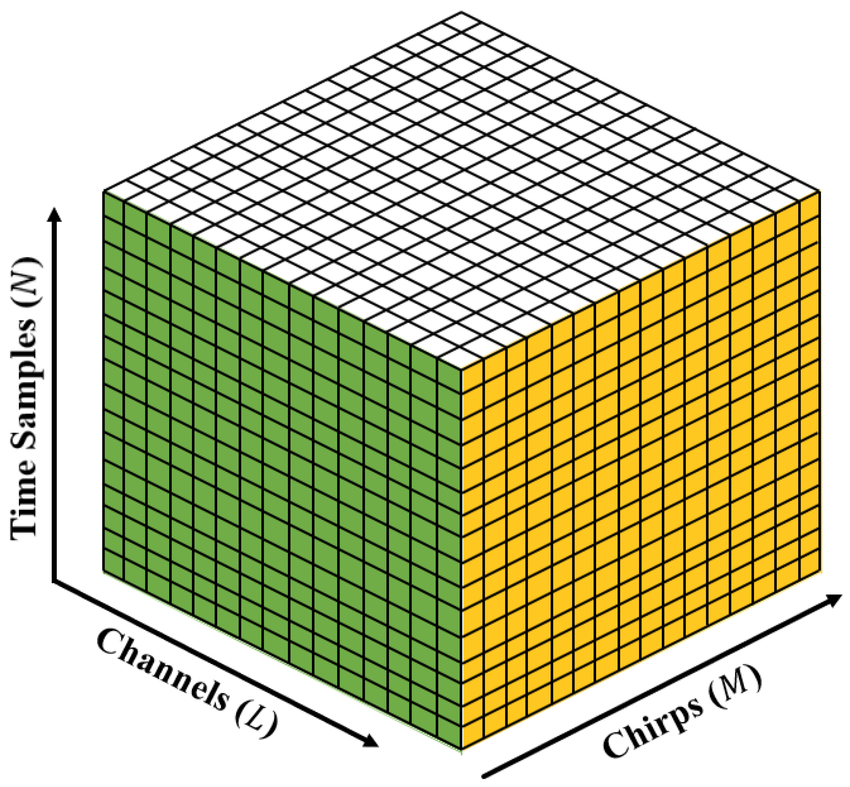 Time Samples (N)
Channels (L)
Chirps (M)